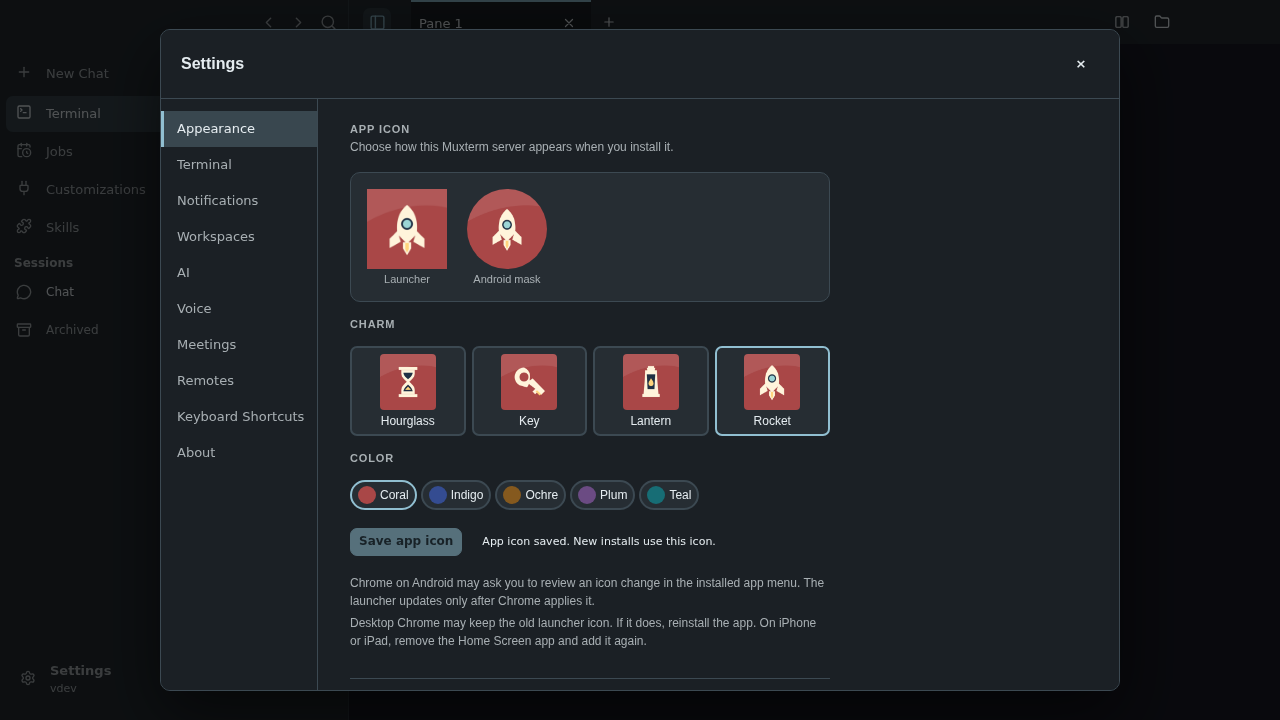 Pane 1
New Chat
Terminal
Jobs
Customizations
Skills
Sessions
Chat
Archived
Settings
vdev
Settings
Appearance
Terminal
Notifications
Workspaces
AI
Voice
Meetings
Remotes
Keyboard Shortcuts
About
APP ICON
Choose how this Muxterm server appears when you install it.
Launcher
Android mask
CHARM
Hourglass
Key
Lantern
Rocket
COLOR
Coral
Indigo
Ochre
Plum
Teal
Save app icon
App icon saved. New installs use this icon.
Chrome on Android may ask you to review an icon change in the installed app menu. The
launcher updates only after Chrome applies it.
Desktop Chrome may keep the old launcher icon. If it does, reinstall the app. On iPhone
or iPad, remove the Home Screen app and add it again.